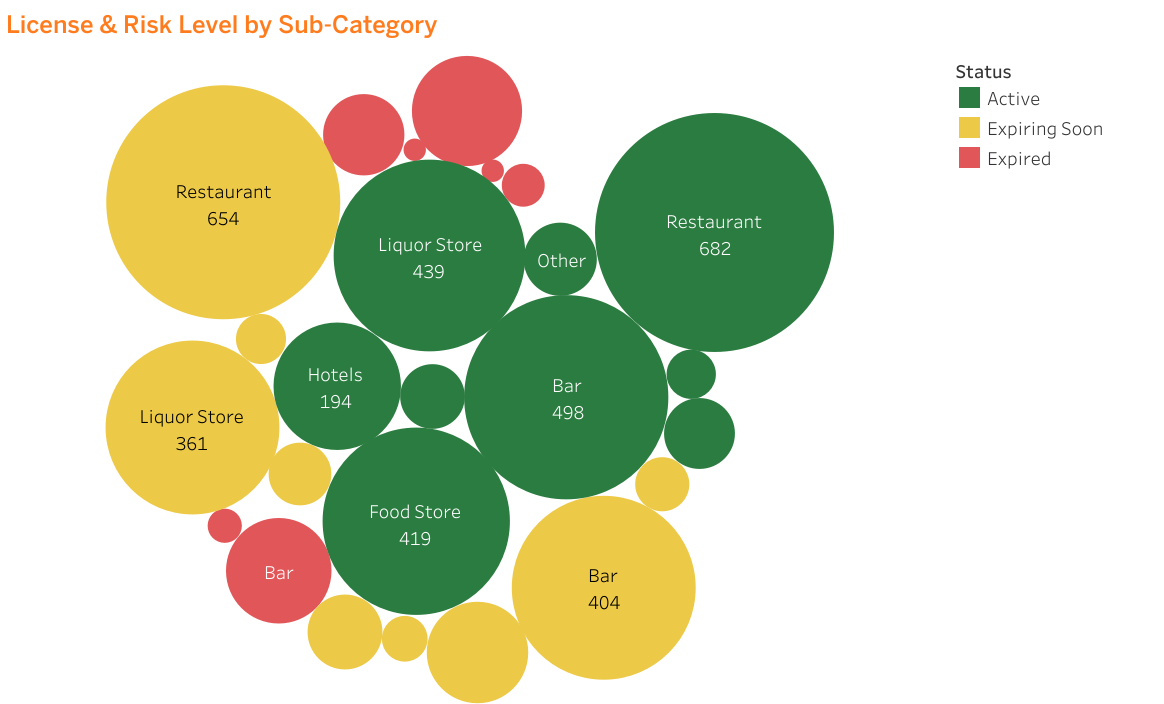 License & Risk Level by Sub-Category
Status
Active
Expiring Soon
Expired
Restaurant
654
Liquor Store
439
Other
Restaurant
682
Hotels
194
Bar
498
Liquor Store
361
Food Store
419
Bar
Bar
404